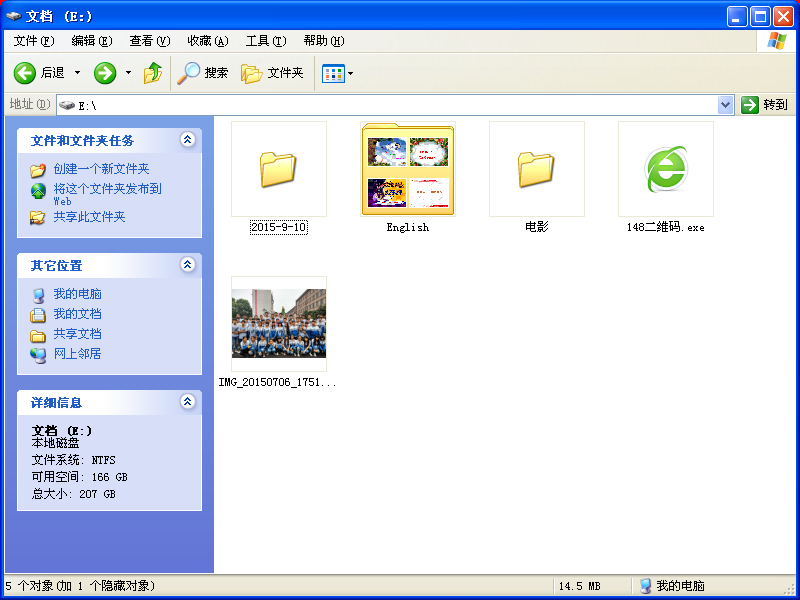 文档 (E:)
文件(F) 编辑(E) 查看(V) 收藏(A) 工具(T) 帮助(H)
后退 搜索 文件夹
地址(D) E:\ 转到
文件和文件夹任务
创建一个新文件夹
将这个文件夹发布到
Web
共享此文件夹
其它位置
我的电脑
我的文档
共享文档
网上邻居
详细信息
文档 (E:)
本地磁盘
文件系统: NTFS
可用空间: 166 GB
总大小: 207 GB
2015-9-10
English
电影
148二维码.exe
IMG_20150706_1751...
5 个对象(加 1 个隐藏对象) 14.5 MB 我的电脑